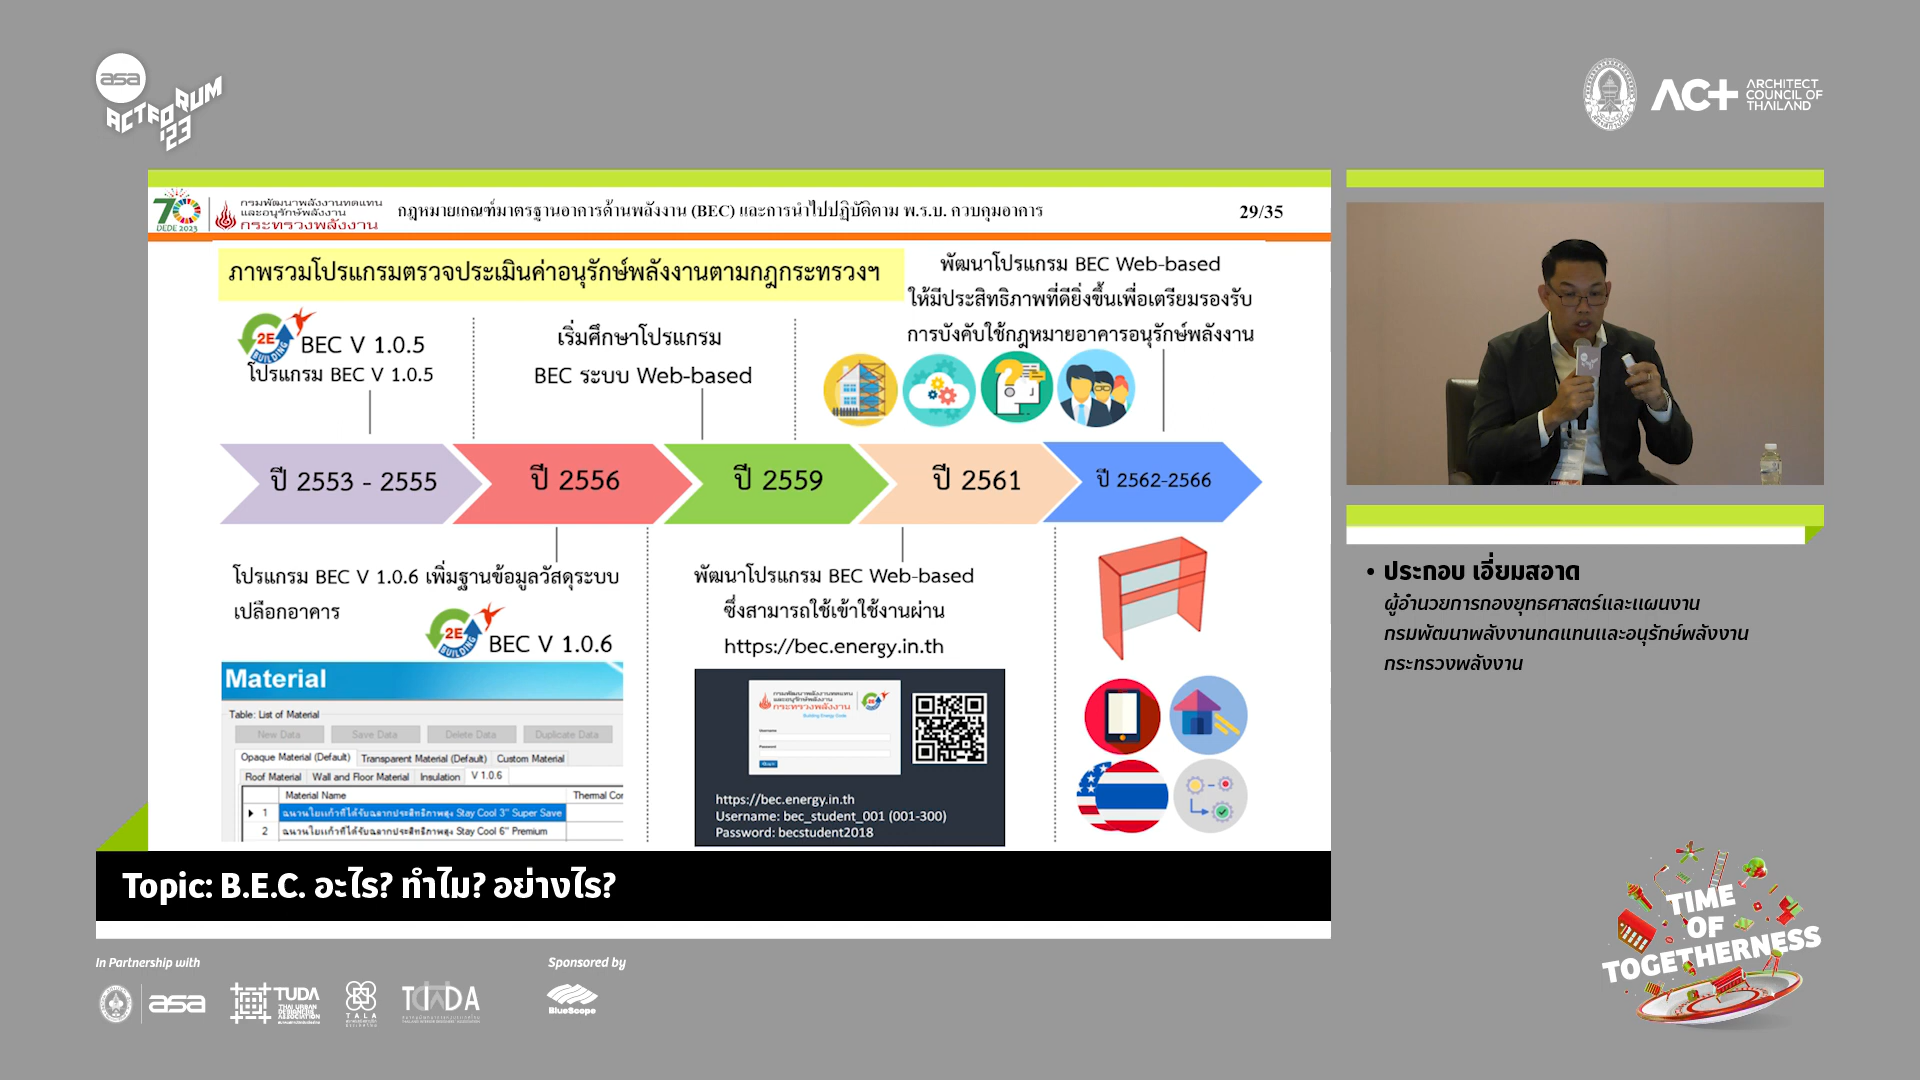 asa
ACTFORUM '23
ACT ARCHITECT COUNCIL OF THAILAND
70
DEDE 2023
กรมพัฒนาพลังงานทดแทน
และอนุรักษ์พลังงาน
กระทรวงพลังงาน
กฎหมายเกณฑ์มาตรฐานอาคารด้านพลังงาน (BEC) และการนำไปปฏิบัติตาม พ.ร.บ. ควบคุมอาคาร
29/35
ภาพรวมโปรแกรมตรวจประเมินค่าอนุรักษ์พลังงานตามกฎกระทรวงฯ
พัฒนาโปรแกรม BEC Web-based
ให้มีประสิทธิภาพที่ดียิ่งขึ้นเพื่อเตรียมรองรับ
การบังคับใช้กฎหมายอาคารอนุรักษ์พลังงาน
2E BUILDING
BEC V 1.0.5
โปรแกรม BEC V 1.0.5
เริ่มศึกษาโปรแกรม
BEC ระบบ Web-based
ปี 2553 - 2555
ปี 2556
ปี 2559
ปี 2561
ปี 2562-2566
โปรแกรม BEC V 1.0.6 เพิ่มฐานข้อมูลวัสดุระบบ
เปลือกอาคาร
2E BUILDING
BEC V 1.0.6
พัฒนาโปรแกรม BEC Web-based
ซึ่งสามารถใช้เข้าใช้งานผ่าน
https://bec.energy.in.th
Material
Table: List of Material
New Data
Save Data
Delete Data
Duplicate Data
Opaque Material (Default)
Transparent Material (Default)
Custom Material
Roof Material
Wall and Floor Material
Insulation
V 1.0.6
Material Name
Thermal Cor
1 ฉนวนใยแก้วที่ได้รับฉลากประสิทธิภาพสูง Stay Cool 3" Super Save
2 ฉนวนใยแก้วที่ได้รับฉลากประสิทธิภาพสูง Stay Cool 6" Premium
กรมพัฒนาพลังงานทดแทน
และอนุรักษ์พลังงาน
กระทรวงพลังงาน
Building Energy Code
Username
Password
https://bec.energy.in.th
Username: bec_student_001 (001-300)
Password: becstudent2018
• ประกอบ เอี่ยมสอาด
ผู้อำนวยการกองยุทธศาสตร์และแผนงาน
กรมพัฒนาพลังงานทดแทนและอนุรักษ์พลังงาน
กระทรวงพลังงาน
Topic: B.E.C. อะไร? ทำไม? อย่างไร?
TIME
OF
TOGETHERNESS
In Partnership with
Sponsored by
asa
TUDA
THAI URBAN
DESIGNERS
ASSOCIATION
TALA
TIDA
BlueScope